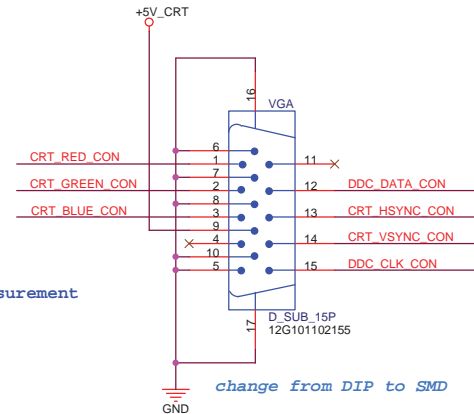 +5V_CRT
16
VGA
6
CRT_RED_CON
1
11
7
CRT_GREEN_CON
2
12
DDC_DATA_CON
8
CRT_BLUE_CON
3
13
CRT_HSYNC_CON
9
4
14
CRT_VSYNC_CON
10
5
15
DDC_CLK_CON
surement
17
D_SUB_15P
12G101102155
change from DIP to SMD
GND